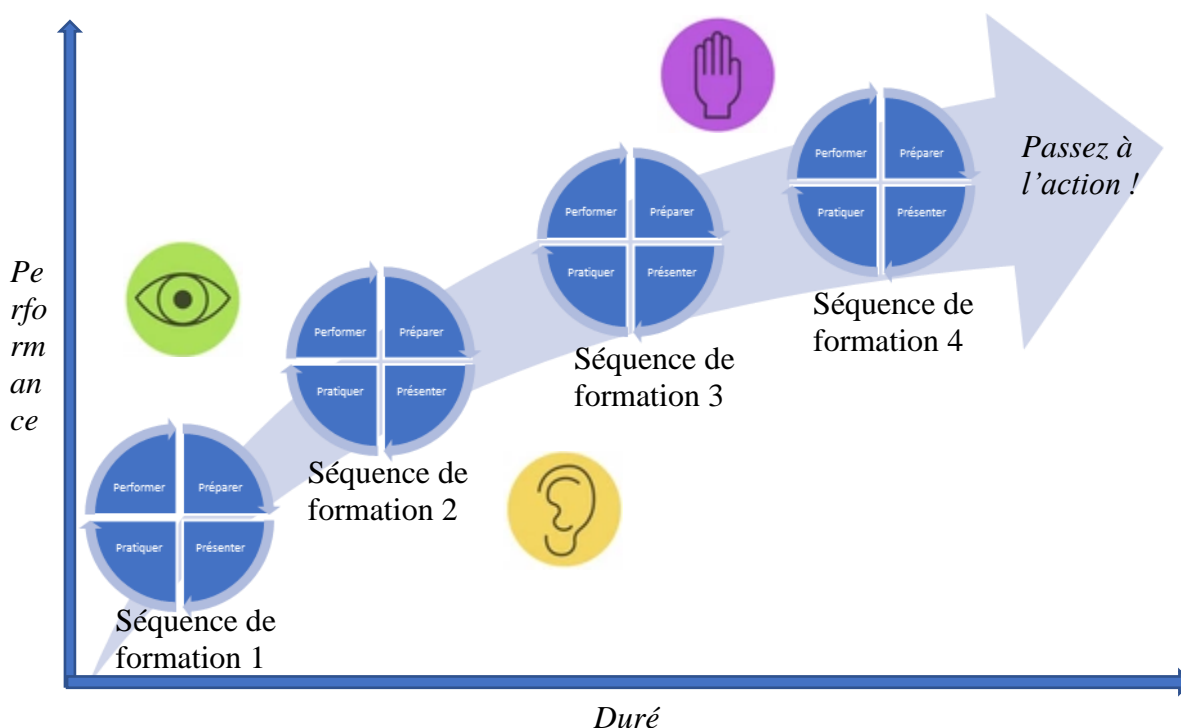 Performer
Préparer
Passez à
l’action !
Pratiquer
Présenter
Séquence de
formation 4
Performer
Préparer
Pratiquer
Présenter
Séquence de
formation 3
Pe
rfo
rm
an
ce
Performer
Préparer
Pratiquer
Présenter
Séquence de
formation 2
Performer
Préparer
Pratiquer
Présenter
Séquence de
formation 1
Duré